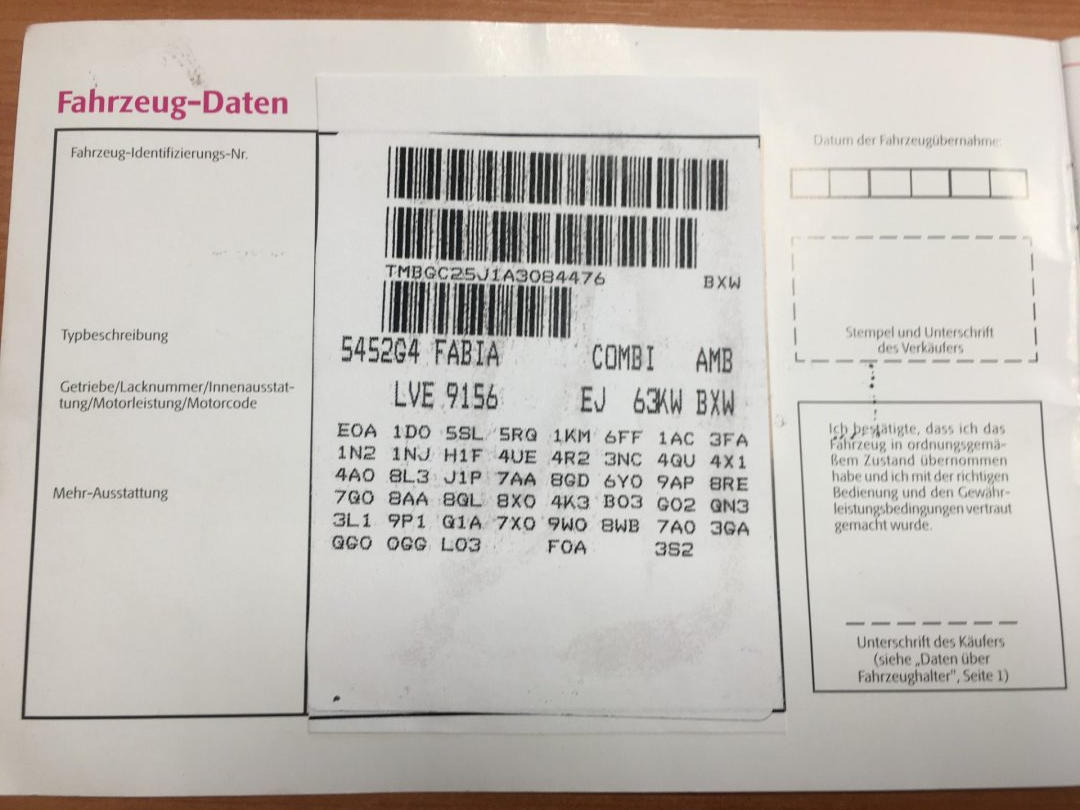 Fahrzeug-Daten
Fahrzeug-Identifizierungs-Nr.
TMBGC25J1A3084476 BXW
Typbeschreibung
5452G4 FABIA COMBI AMB
Getriebe/Lacknummer/Innenausstat-
tung/Motorleistung/Motorcode
LVE 9156 EJ 63KW BXW
Mehr-Ausstattung
E0A 1D0 5SL 5RQ 1KM 6FF 1AC 3FA
1N2 1NJ H1F 4UE 4R2 3NC 4QU 4X1
4A0 8L3 J1P 7AA 8GD 6Y0 9AP 8RE
7Q0 8AA 8QL 8X0 4K3 B03 G02 QN3
3L1 9P1 Q1A 7X0 9W0 8WB 7A0 3GA
QG0 0GG L03 F0A 3S2
Datum der Fahrzeugübernahme:
Stempel und Unterschrift
des Verkäufers
Ich bestätigte, dass ich das
Fahrzeug in ordnungsgemä-
ßem Zustand übernommen
habe und ich mit der richtigen
Bedienung und den Gewähr-
leistungsbedingungen vertraut
gemacht wurde.
Unterschrift des Käufers
(siehe „Daten über
Fahrzeughalter", Seite 1)